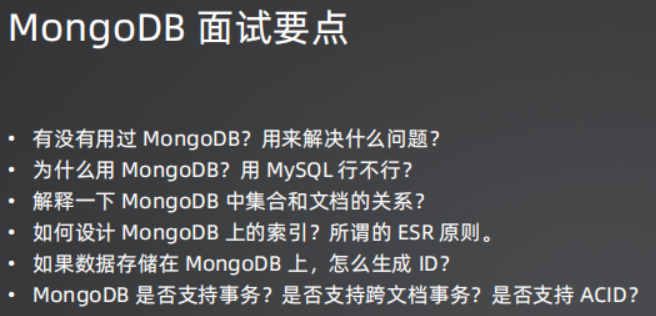 MongoDB 面试要点
• 有没有用过 MongoDB？用来解决什么问题？
• 为什么用 MongoDB？用 MySQL 行不行？
• 解释一下 MongoDB 中集合和文档的关系？
• 如何设计 MongoDB 上的索引？所谓的 ESR 原则。
• 如果数据存储在 MongoDB 上，怎么生成 ID？
• MongoDB 是否支持事务？是否支持跨文档事务？是否支持 ACID？